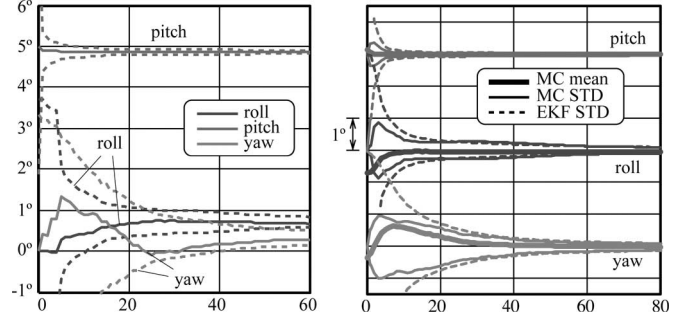 6º
5º
4º
3º
2º
1º
0º
-1º
pitch
roll
roll
pitch
yaw
yaw
0 20 40 60
pitch
MC mean
MC STD
EKF STD
1º
roll
yaw
0 20 40 60 80